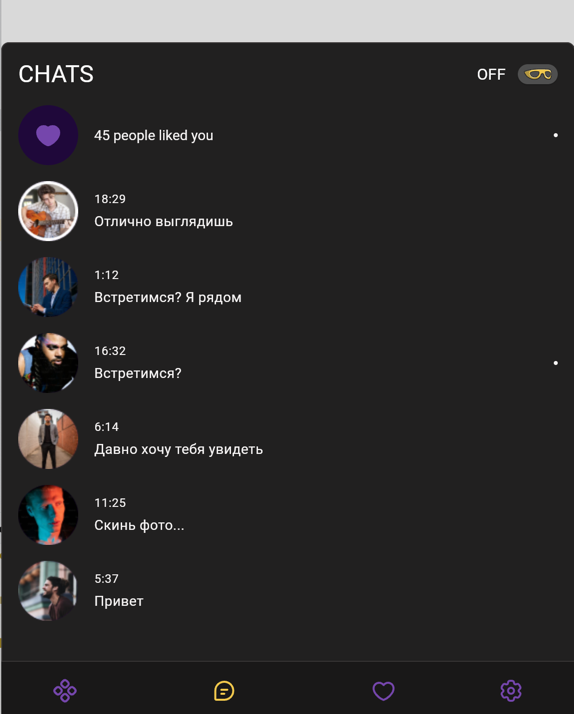 CHATS
OFF
45 people liked you
18:29
Отлично выглядишь
1:12
Встретимся? Я рядом
16:32
Встретимся?
6:14
Давно хочу тебя увидеть
11:25
Скинь фото...
5:37
Привет